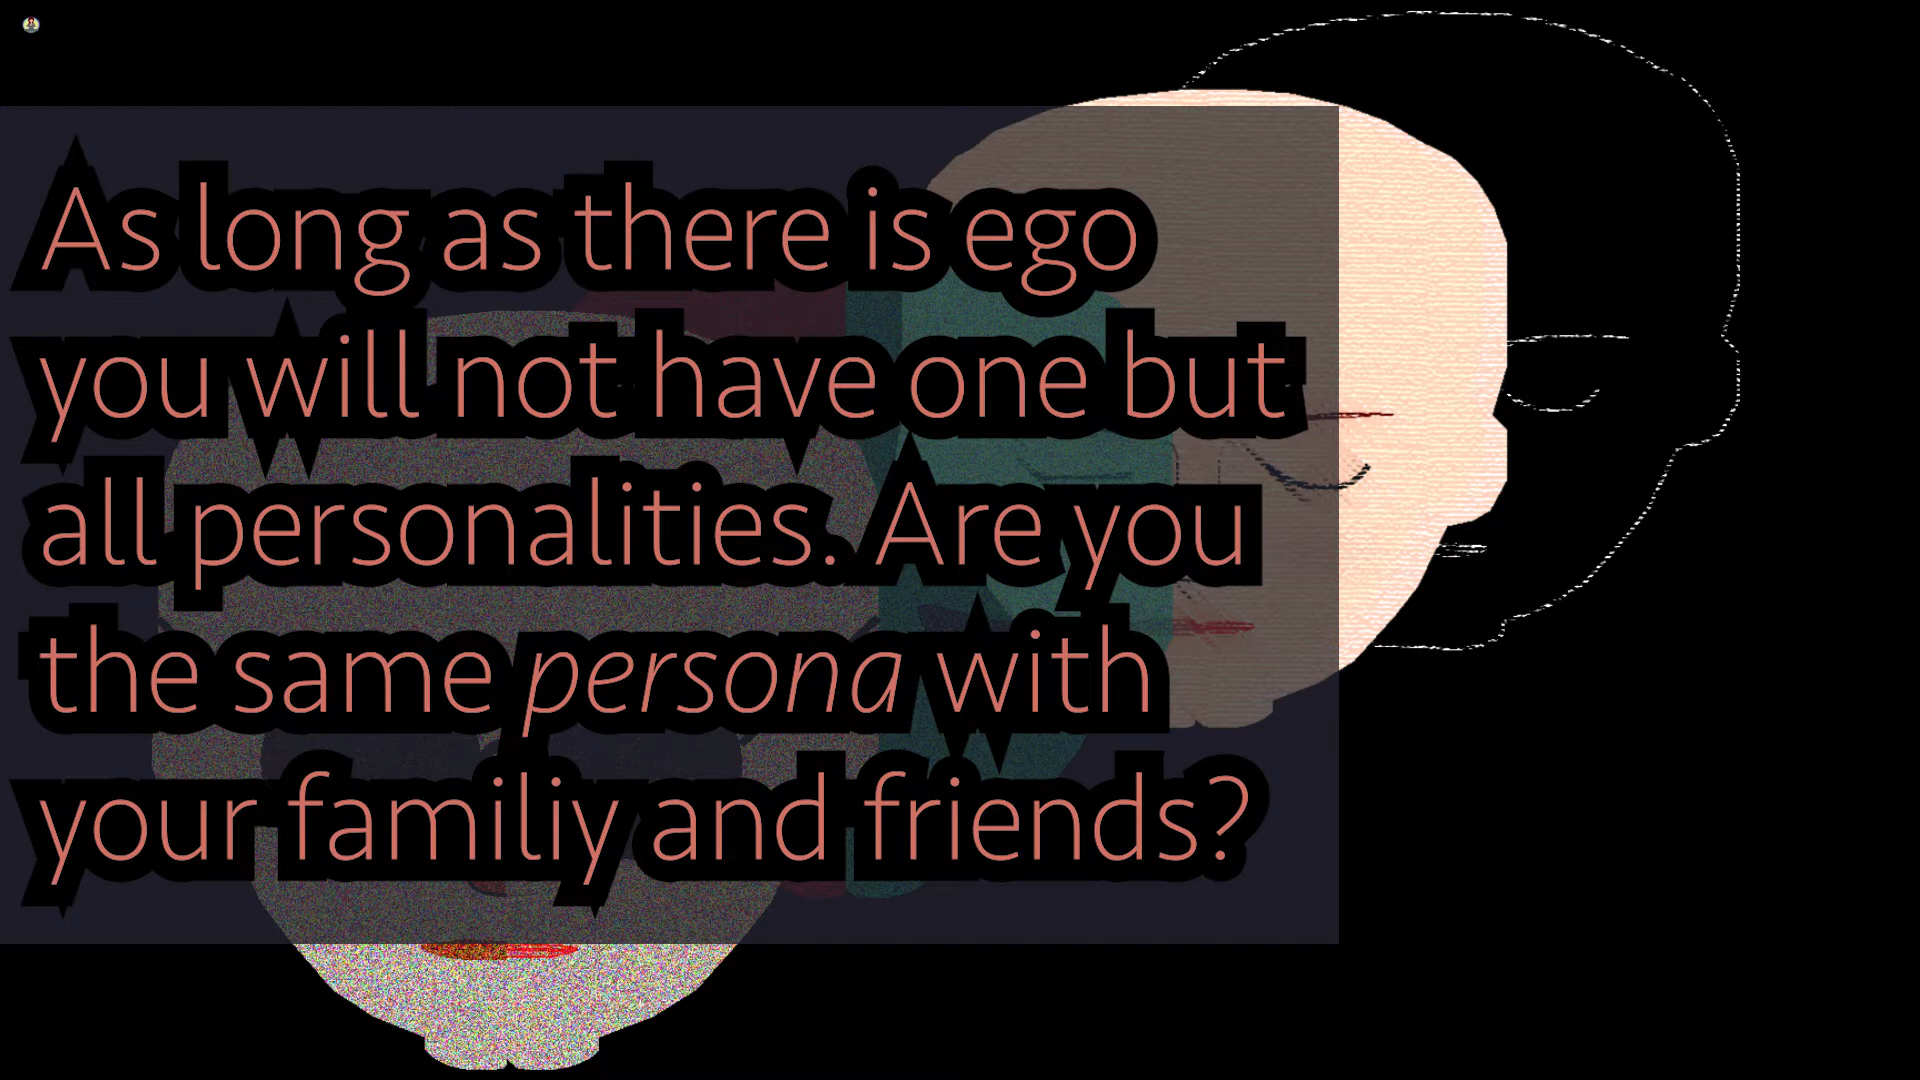 As long as there is ego
you will not have one but
all personalities. Are you
the same persona with
your familiy and friends?